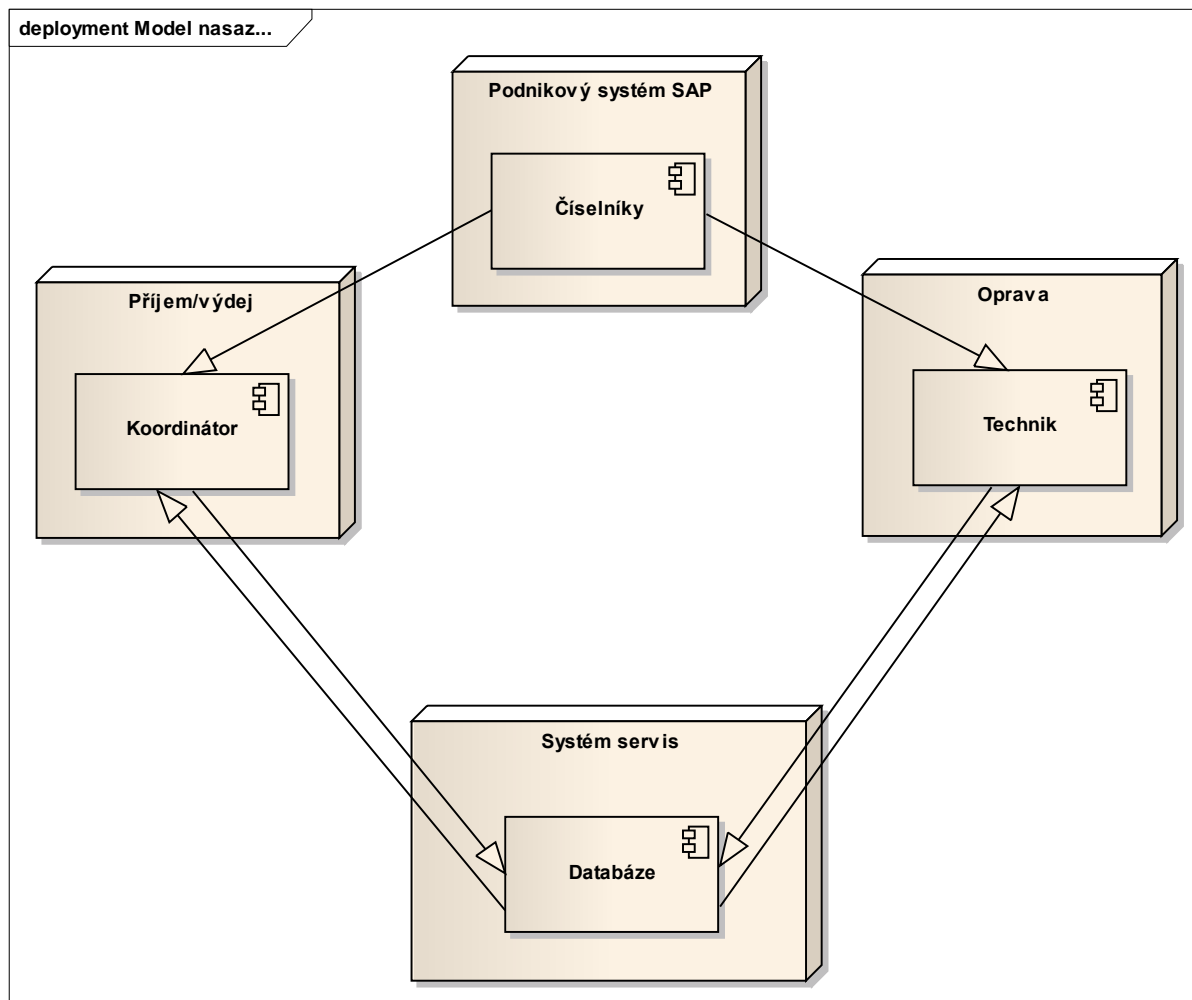 deployment Model nasaz...
Podnikový systém SAP
Číselníky
Příjem/výdej
Koordinátor
Oprava
Technik
Systém servis
Databáze